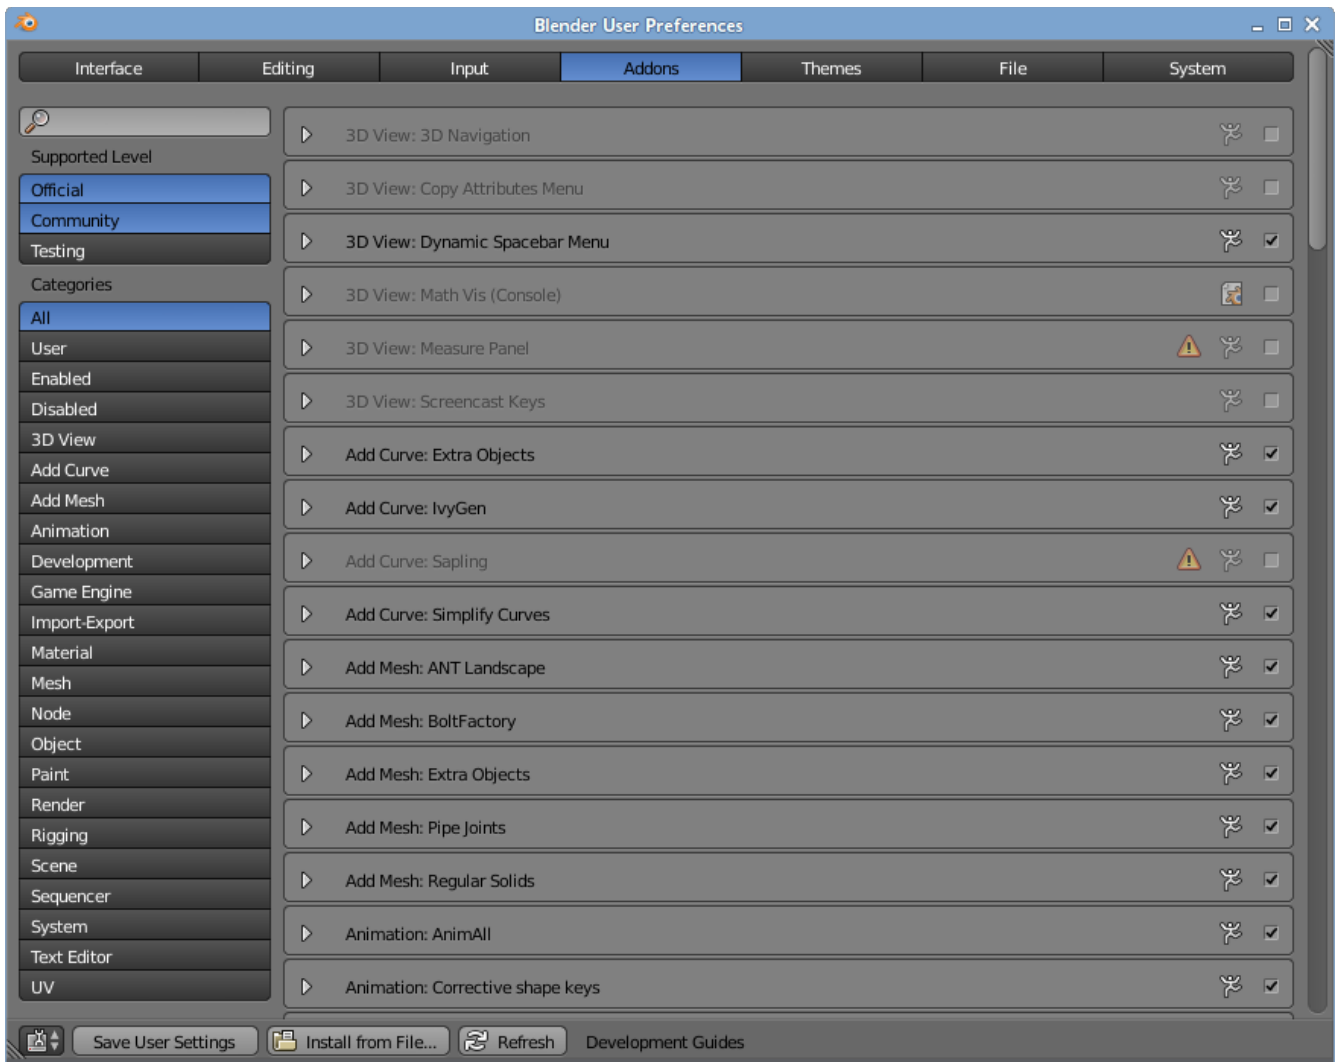 Blender User Preferences
Interface Editing Input Addons Themes File System
Supported Level
Official
Community
Testing
Categories
All
User
Enabled
Disabled
3D View
Add Curve
Add Mesh
Animation
Development
Game Engine
Import-Export
Material
Mesh
Node
Object
Paint
Render
Rigging
Scene
Sequencer
System
Text Editor
UV
3D View: 3D Navigation
3D View: Copy Attributes Menu
3D View: Dynamic Spacebar Menu
3D View: Math Vis (Console)
3D View: Measure Panel
3D View: Screencast Keys
Add Curve: Extra Objects
Add Curve: IvyGen
Add Curve: Sapling
Add Curve: Simplify Curves
Add Mesh: ANT Landscape
Add Mesh: BoltFactory
Add Mesh: Extra Objects
Add Mesh: Pipe Joints
Add Mesh: Regular Solids
Animation: AnimAll
Animation: Corrective shape keys
Save User Settings Install from File... Refresh Development Guides